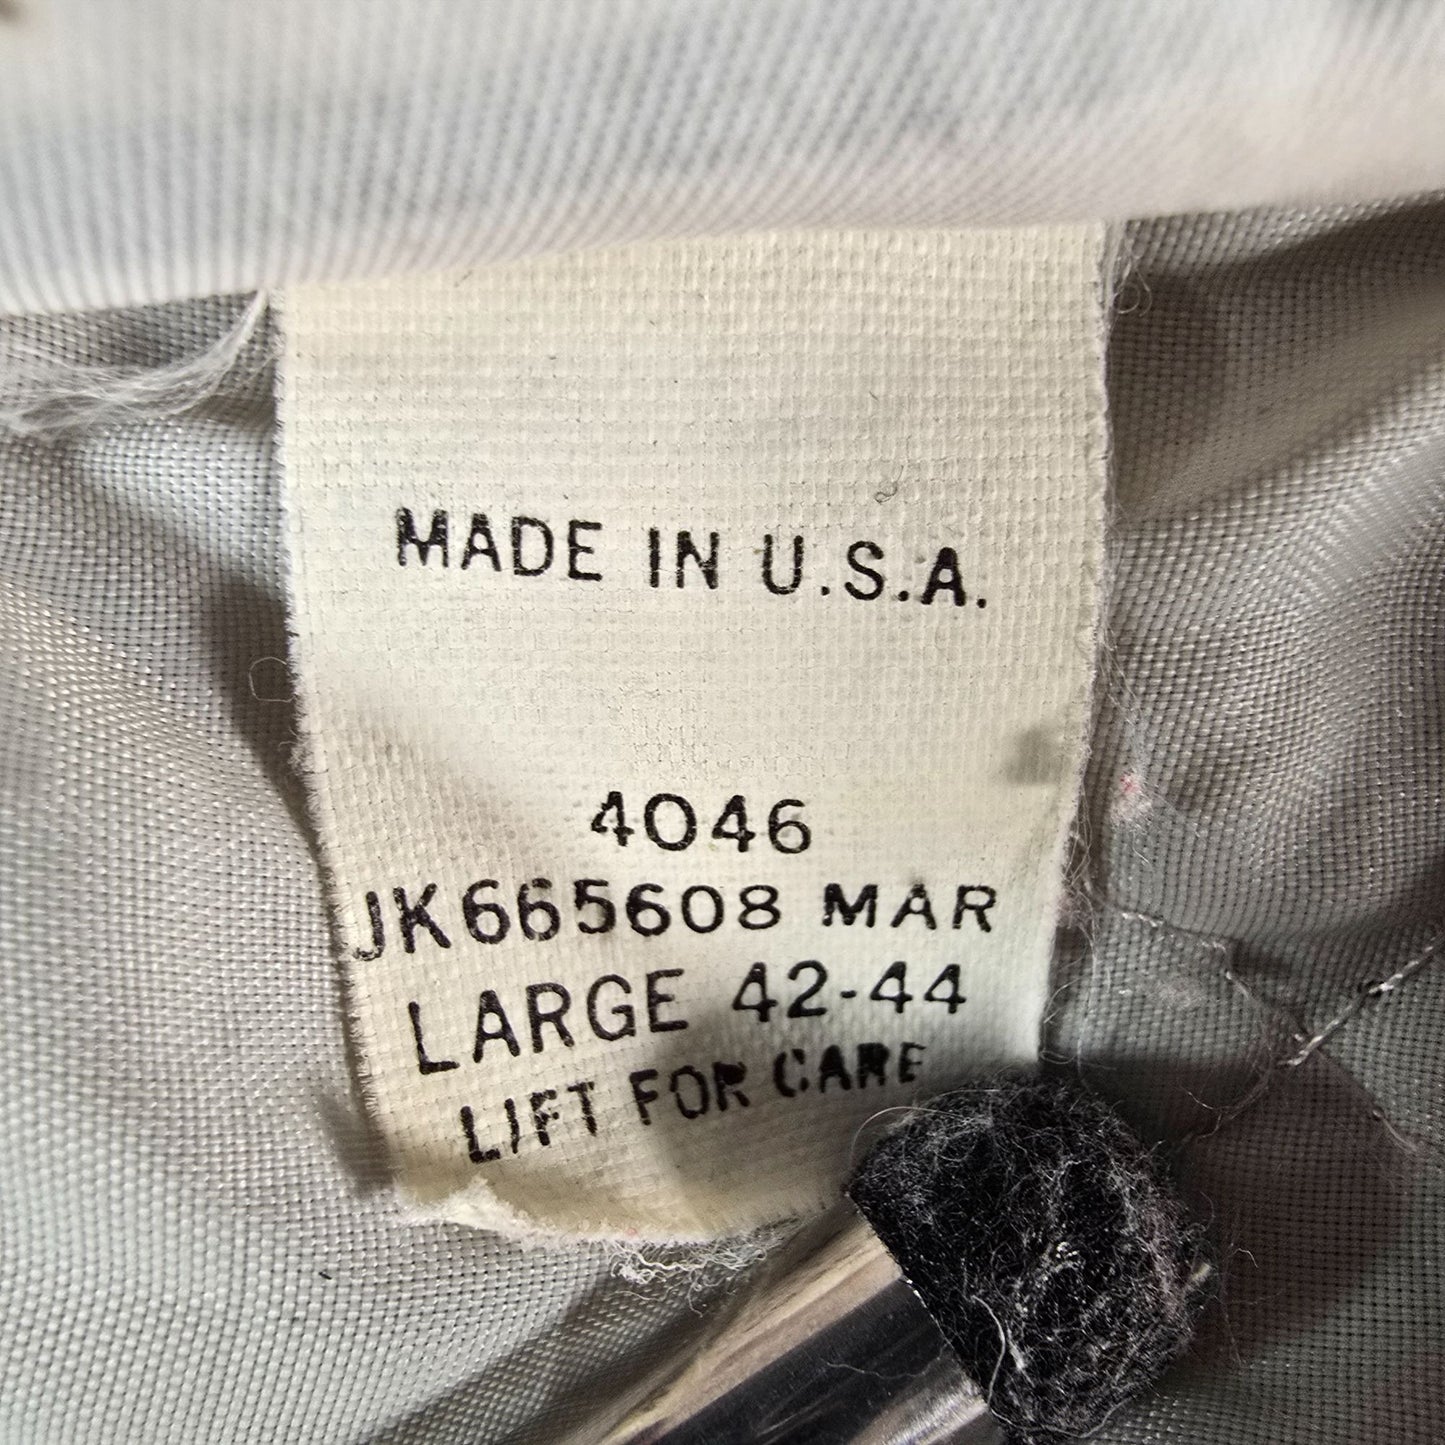 MADE IN U.S.A.
4046
JK665608 MAR
LARGE 42-44
LIFT FOR CARE